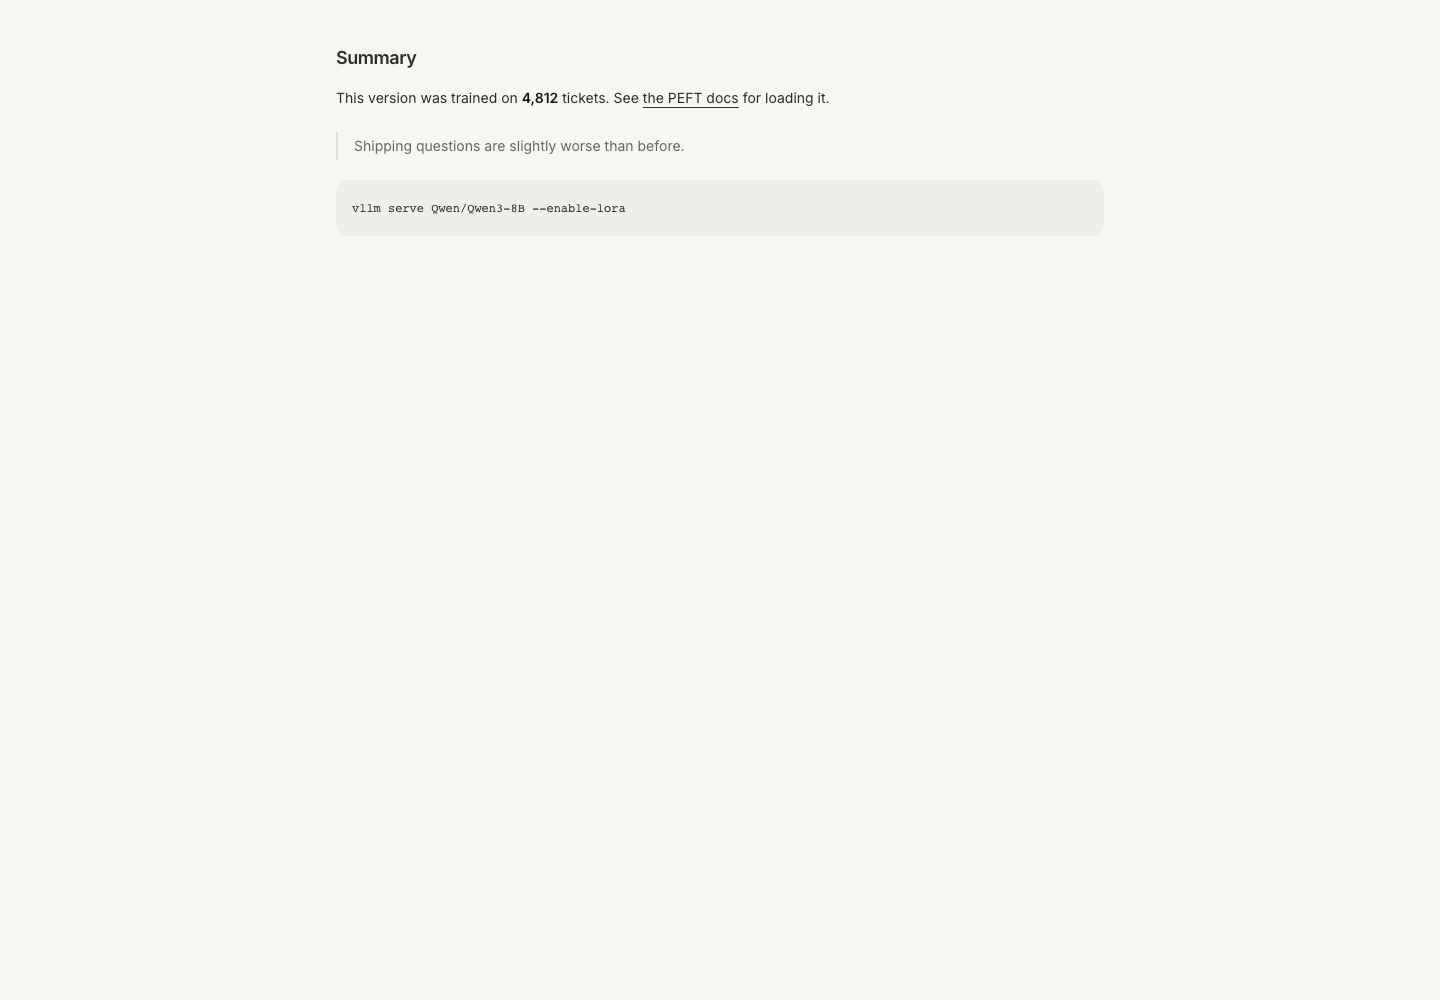 Summary
This version was trained on 4,812 tickets. See the PEFT docs for loading it.
Shipping questions are slightly worse than before.
vllm serve Qwen/Qwen3-8B --enable-lora